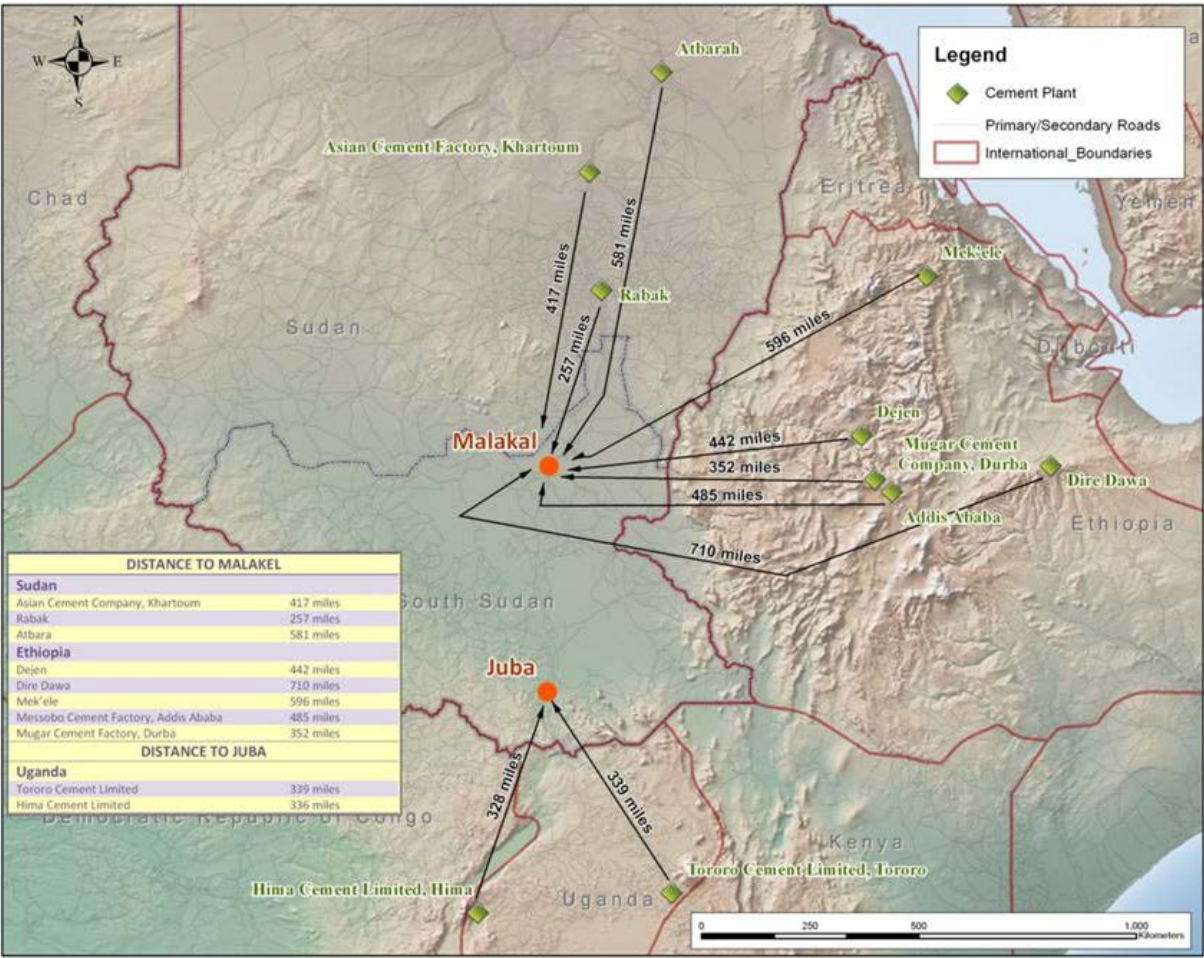 N
W E
S
Atbarah
Asian Cement Factory, Khartoum
Chad
Eritrea
Yemen
Legend
Cement Plant
Primary/Secondary Roads
International_Boundaries
417 miles
581 miles
257 miles
Rabak
Sudan
Mek'ele
596 miles
Djibouti
Dejen
Malakal
442 miles
Mugar Cement
Company, Durba
352 miles
Dire Dawa
485 miles
Addis Ababa
Ethiopia
710 miles
South Sudan
Juba
DISTANCE TO MALAKEL
Sudan
Asian Cement Company, Khartoum 417 miles
Rabak 257 miles
Atbara 581 miles
Ethiopia
Dejen 442 miles
Dire Dawa 710 miles
Mek'ele 596 miles
Messobo Cement Factory, Addis Ababa 485 miles
Mugar Cement Factory, Durba 352 miles
DISTANCE TO JUBA
Uganda
Tororo Cement Limited 339 miles
Hima Cement Limited 336 miles
Democratic Republic of Congo
328 miles
339 miles
Kenya
Tororo Cement Limited, Tororo
Hima Cement Limited, Hima
Uganda
0 250 500 1,000
Kilometers